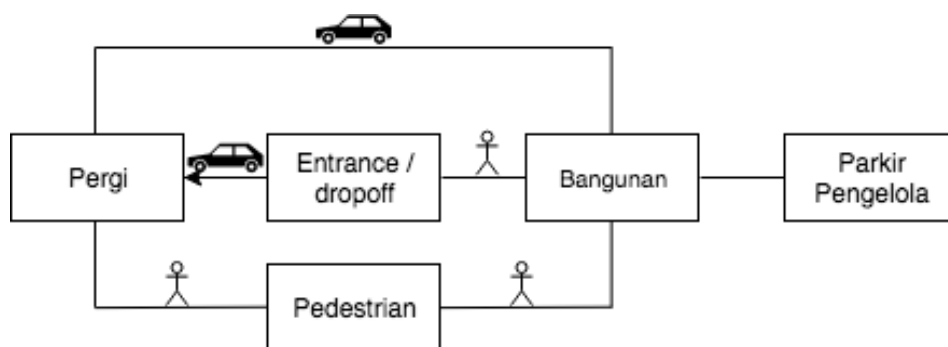 Pergi
Entrance /
dropoff
Bangunan
Parkir
Pengelola
Pedestrian